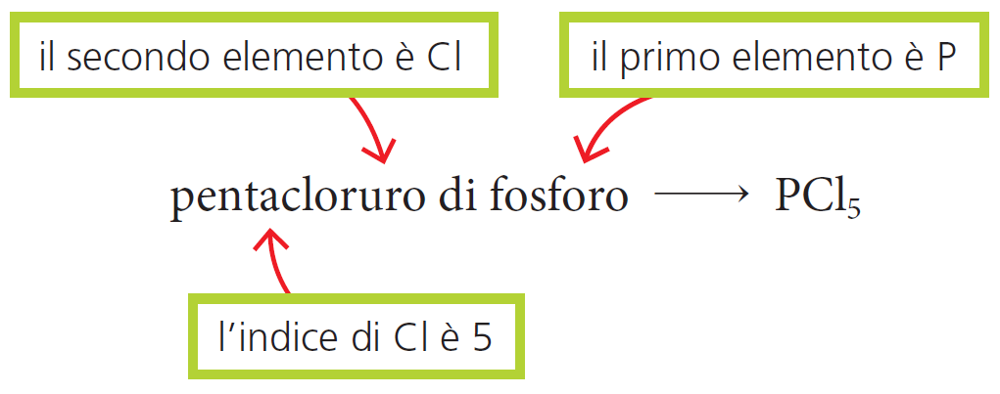 il secondo elemento è Cl
il primo elemento è P
pentacloruro di fosforo ⟶ PCl₅
l’indice di Cl è 5